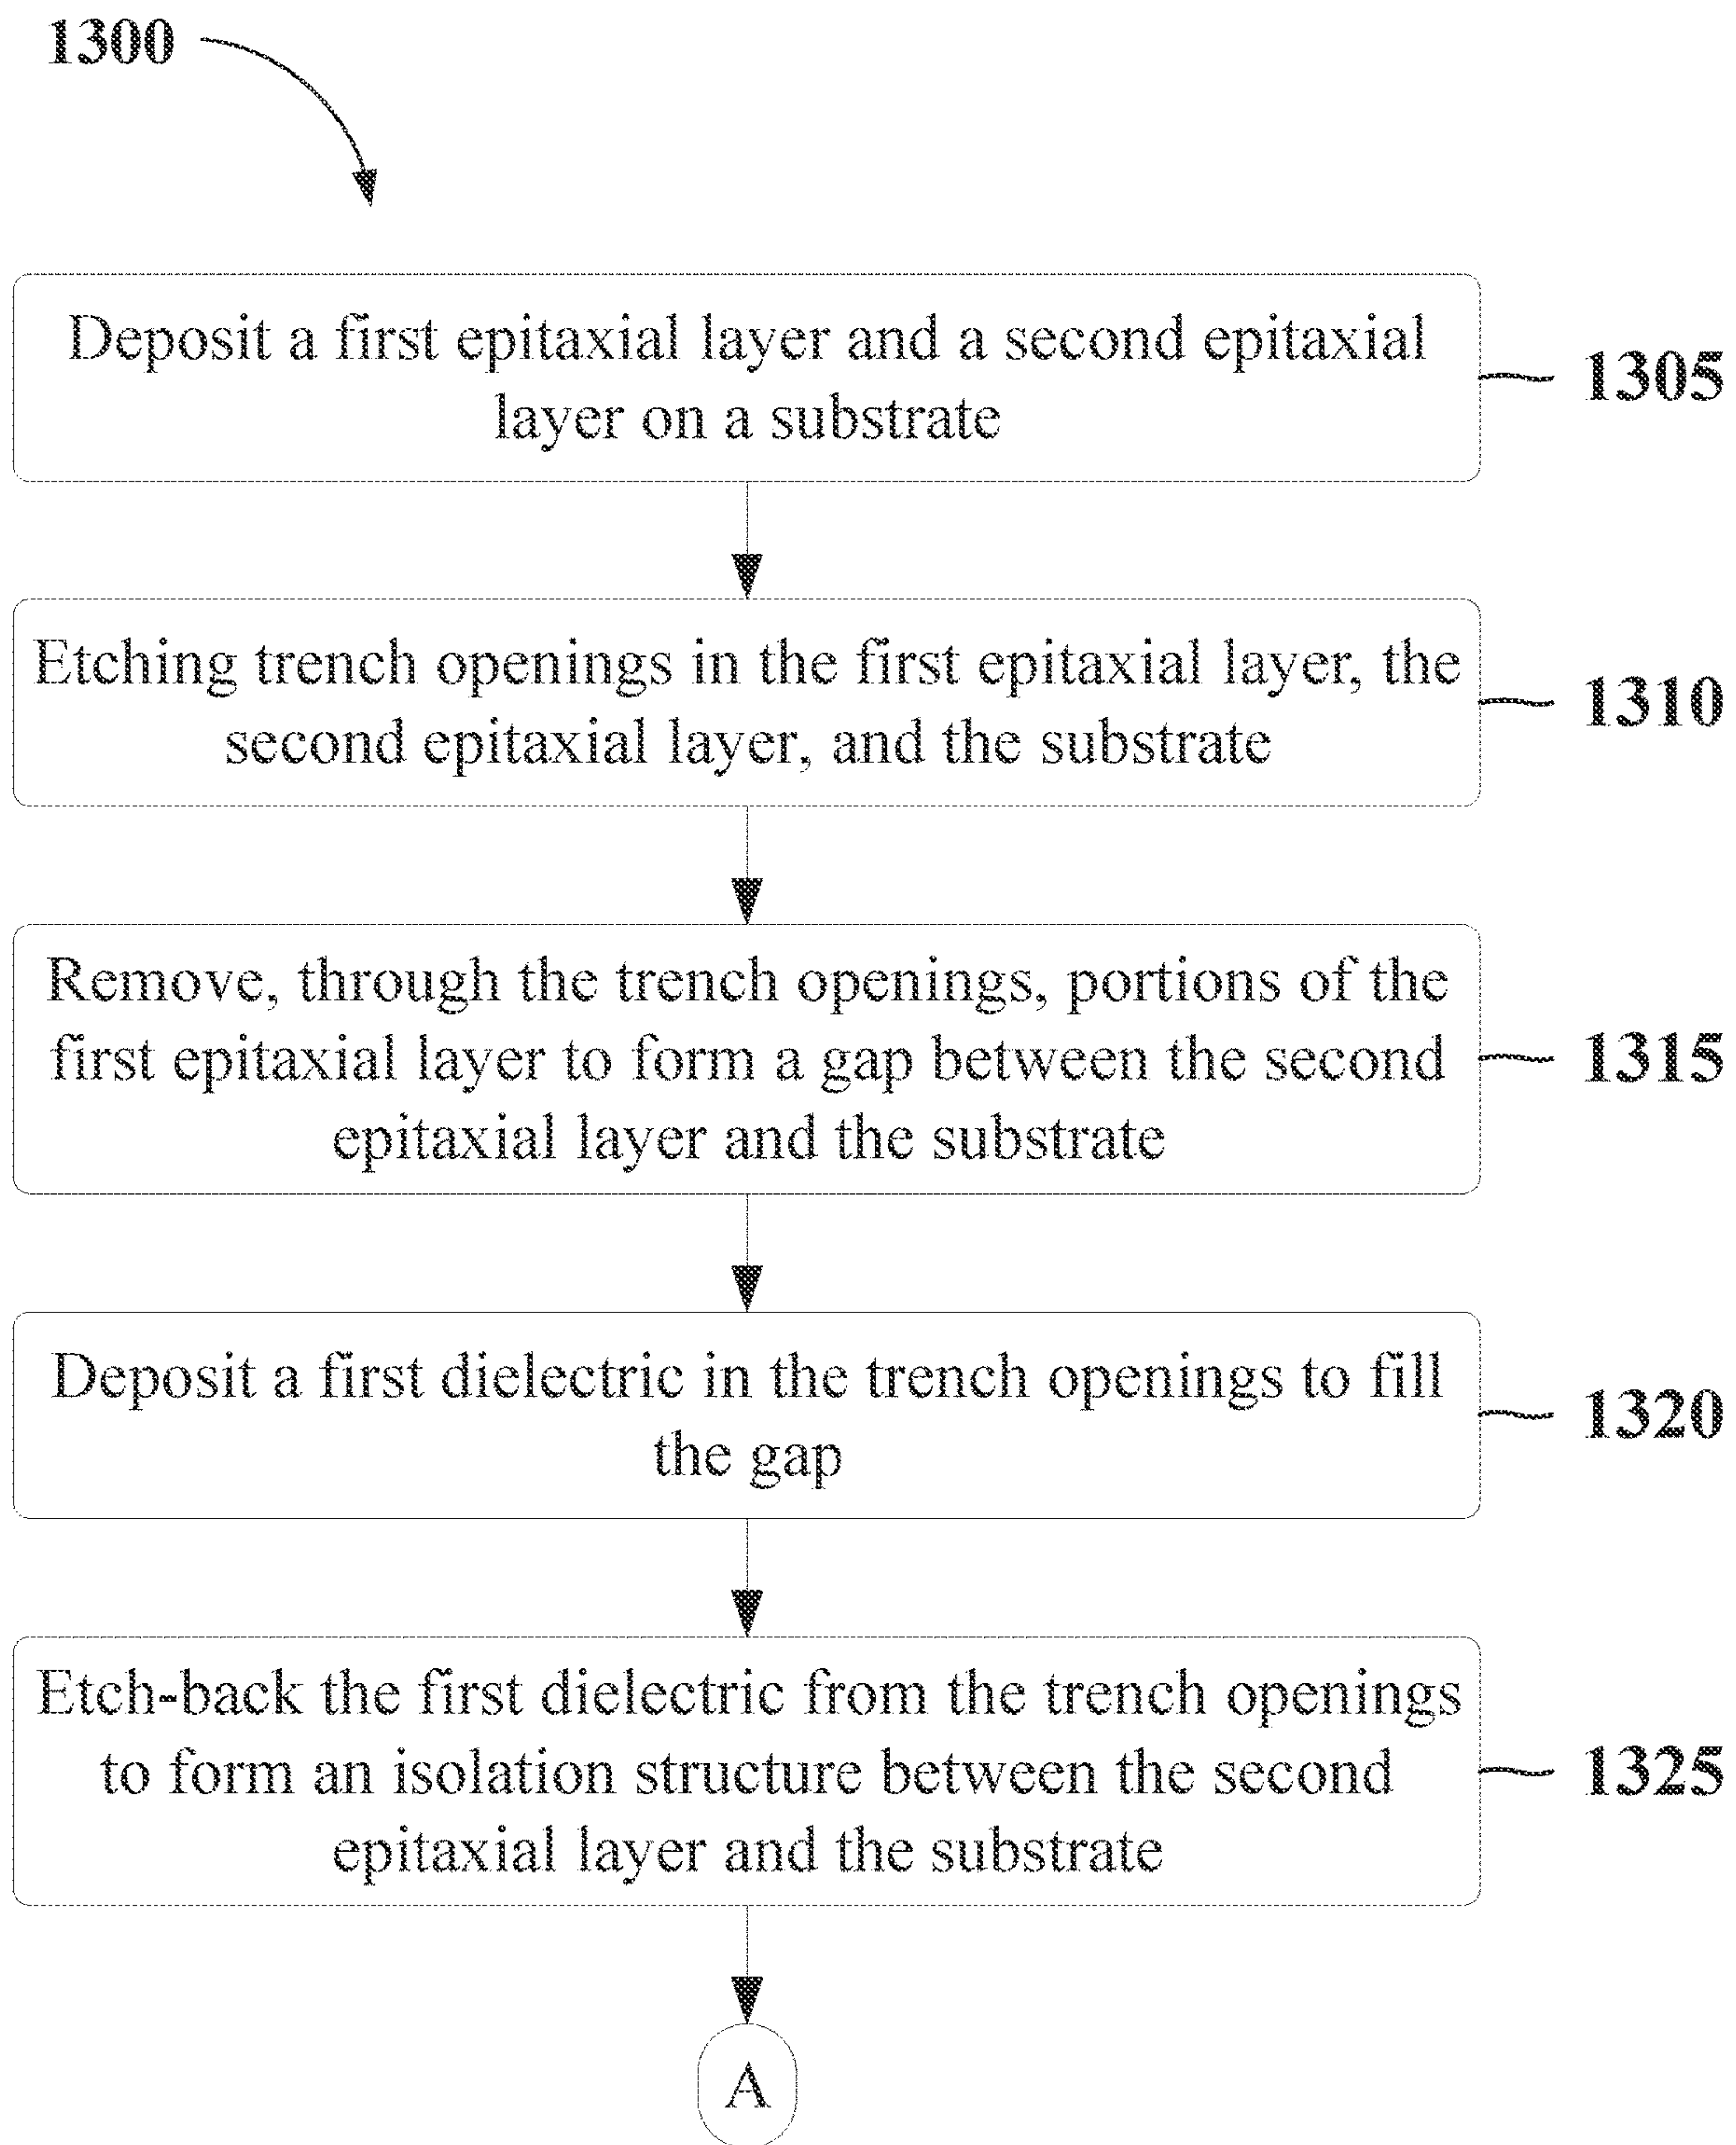 1300
Deposit a first epitaxial layer and a second epitaxial
layer on a substrate
1305
Etching trench openings in the first epitaxial layer, the
second epitaxial layer, and the substrate
1310
Remove, through the trench openings, portions of the
first epitaxial layer to form a gap between the second
epitaxial layer and the substrate
1315
Deposit a first dielectric in the trench openings to fill
the gap
1320
Etch-back the first dielectric from the trench openings
to form an isolation structure between the second
epitaxial layer and the substrate
1325
A